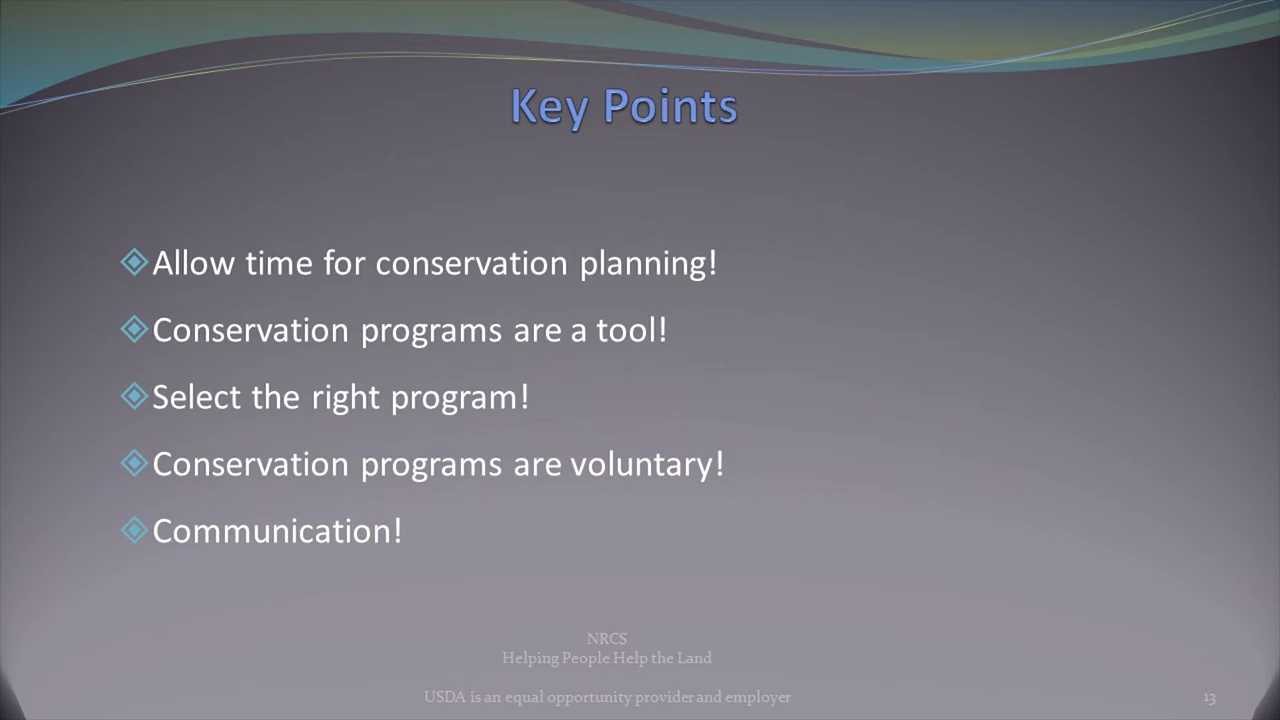 Key Points
Allow time for conservation planning!
Conservation programs are a tool!
Select the right program!
Conservation programs are voluntary!
Communication!
NRCS
Helping People Help the Land
USDA is an equal opportunity provider and employer
13